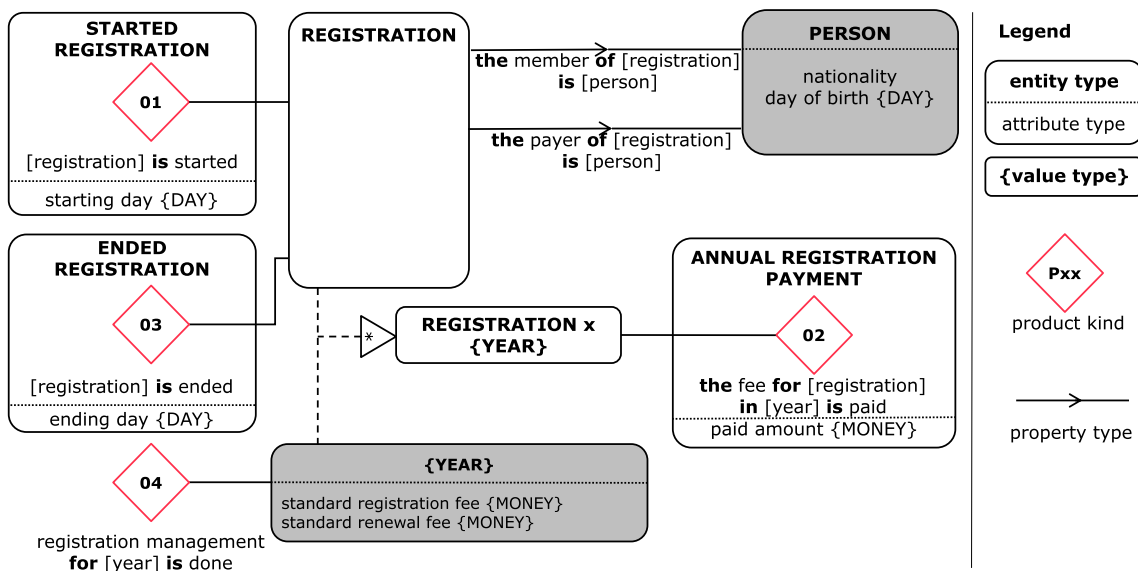 STARTED
REGISTRATION
01
[registration] is started
starting day {DAY}
REGISTRATION
the member of [registration]
is [person]
the payer of [registration]
is [person]
PERSON
nationality
day of birth {DAY}
ENDED
REGISTRATION
03
[registration] is ended
ending day {DAY}
*
REGISTRATION x
{YEAR}
ANNUAL REGISTRATION
PAYMENT
02
the fee for [registration]
in [year] is paid
paid amount {MONEY}
04
registration management
for [year] is done
{YEAR}
standard registration fee {MONEY}
standard renewal fee {MONEY}
Legend
entity type
attribute type
{value type}
Pxx
product kind
property type